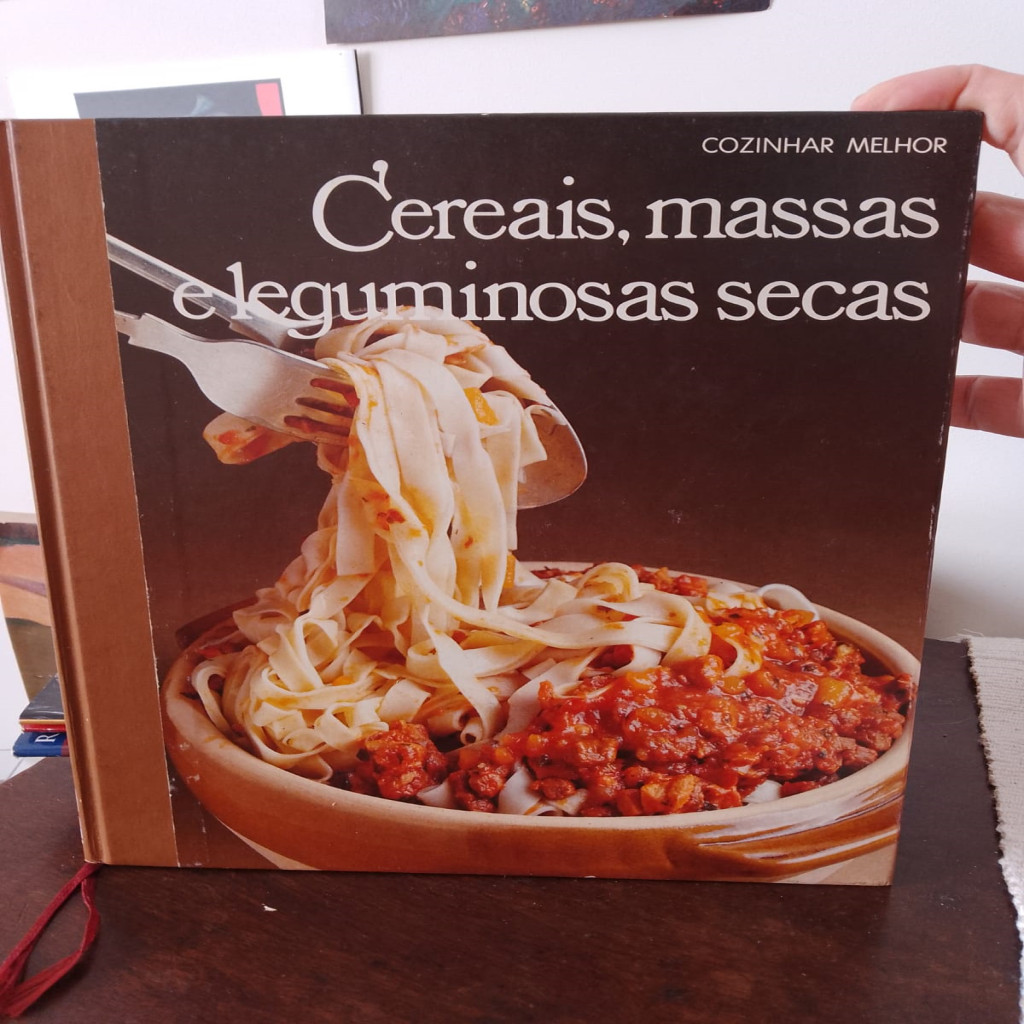 COZINHAR MELHOR
Cereais, massas
e leguminosas secas
R